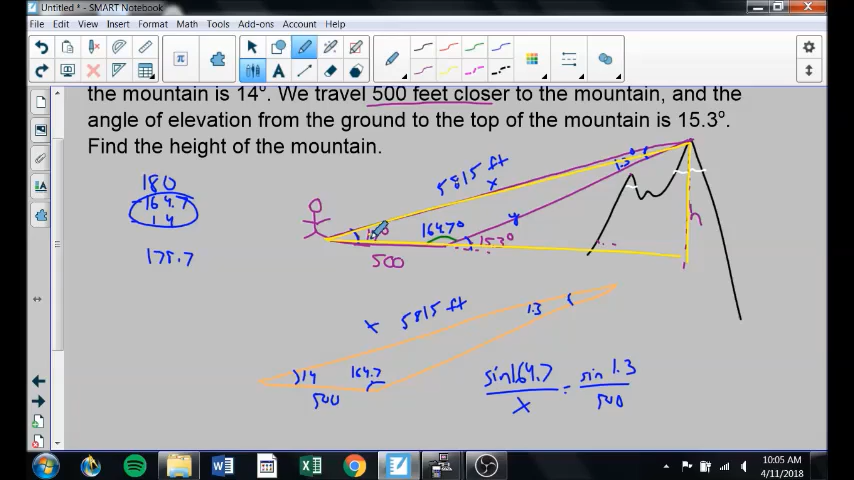 Untitled * - SMART Notebook
File Edit View Insert Format Math Tools Add-ons Account Help
the mountain is 14°. We travel 500 feet closer to the mountain, and the
angle of elevation from the ground to the top of the mountain is 15.3°.
Find the height of the mountain.
180
164.7
14
178.7
5815 ft
x
1.3°
y
h
164.7°
15.3°
500
x 5815 ft
1.3
14
164.7
500
sin164.7 = sin 1.3
x 500
10:05 AM
4/11/2018